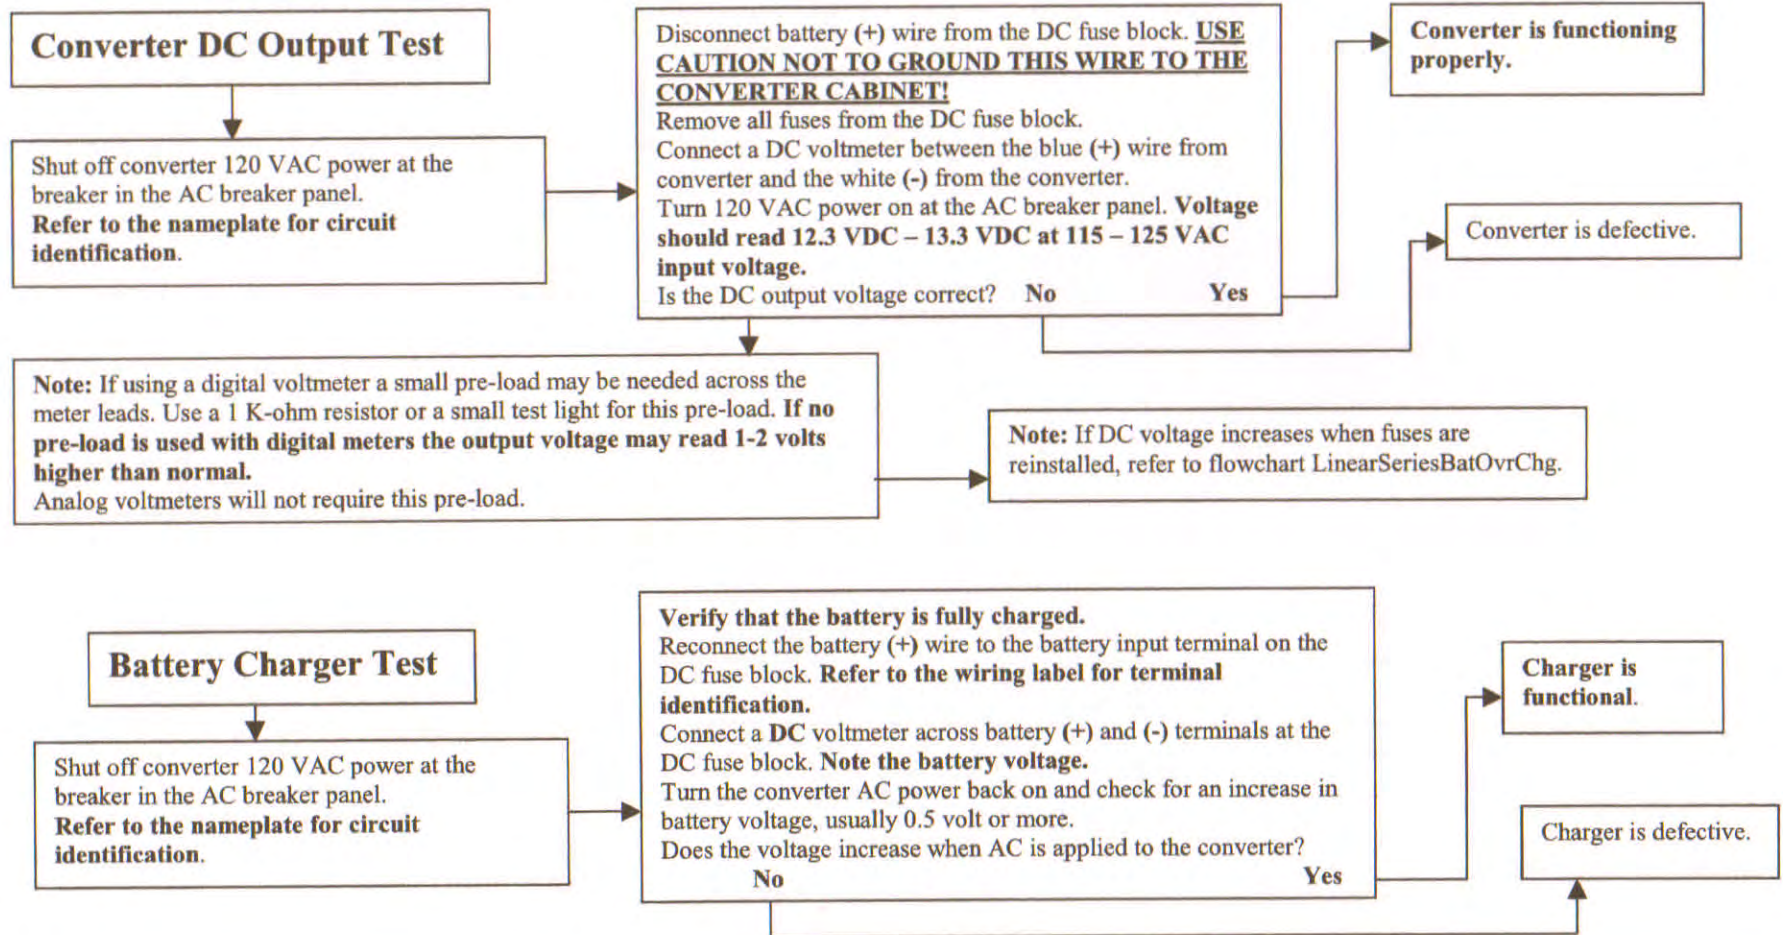 Converter DC Output Test
Shut off converter 120 VAC power at the
breaker in the AC breaker panel.
Refer to the nameplate for circuit
identification.
Disconnect battery (+) wire from the DC fuse block. USE
CAUTION NOT TO GROUND THIS WIRE TO THE
CONVERTER CABINET!
Remove all fuses from the DC fuse block.
Connect a DC voltmeter between the blue (+) wire from
converter and the white (-) from the converter.
Turn 120 VAC power on at the AC breaker panel. Voltage
should read 12.3 VDC – 13.3 VDC at 115 – 125 VAC
input voltage.
Is the DC output voltage correct? No Yes
Converter is functioning
properly.
Converter is defective.
Note: If using a digital voltmeter a small pre-load may be needed across the
meter leads. Use a 1 K-ohm resistor or a small test light for this pre-load. If no
pre-load is used with digital meters the output voltage may read 1-2 volts
higher than normal.
Analog voltmeters will not require this pre-load.
Note: If DC voltage increases when fuses are
reinstalled, refer to flowchart LinearSeriesBatOvrChg.
Battery Charger Test
Shut off converter 120 VAC power at the
breaker in the AC breaker panel.
Refer to the nameplate for circuit
identification.
Verify that the battery is fully charged.
Reconnect the battery (+) wire to the battery input terminal on the
DC fuse block. Refer to the wiring label for terminal
identification.
Connect a DC voltmeter across battery (+) and (-) terminals at the
DC fuse block. Note the battery voltage.
Turn the converter AC power back on and check for an increase in
battery voltage, usually 0.5 volt or more.
Does the voltage increase when AC is applied to the converter?
No Yes
Charger is
functional.
Charger is defective.